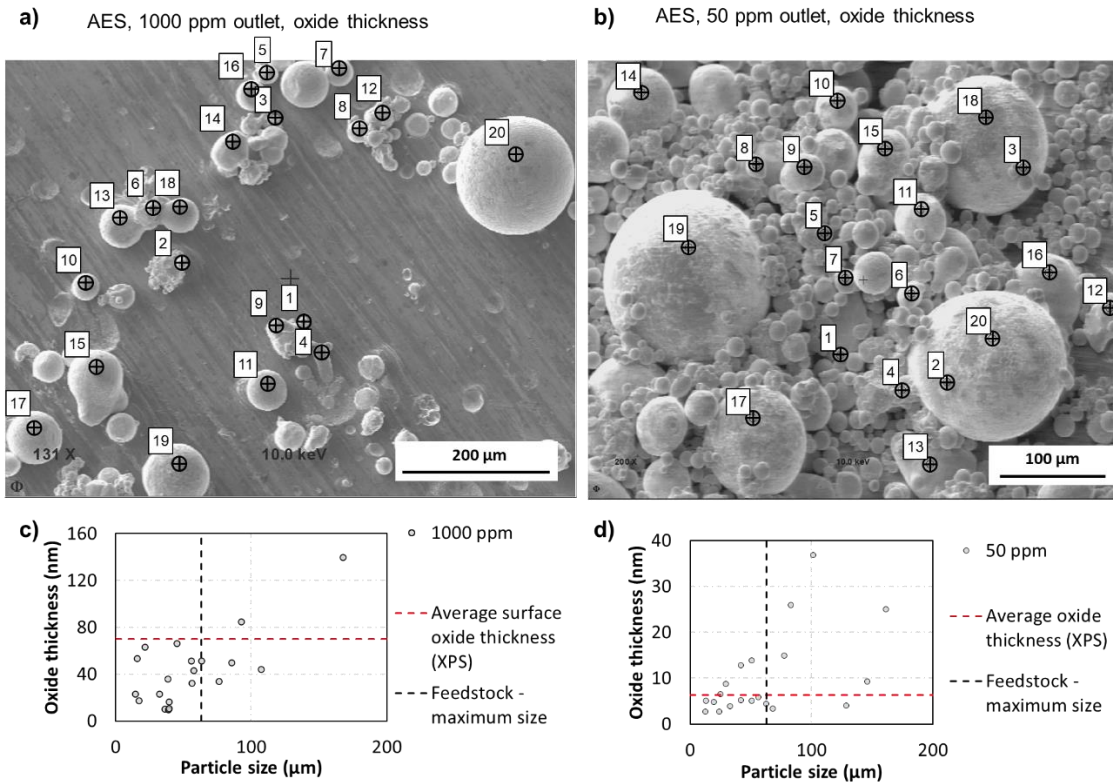 a) AES, 1000 ppm outlet, oxide thickness
5
7
16
3
12
8
14
20
6
18
13
2
10
1
9
4
15
11
17
19
131 X
10.0 keV
200 µm
Φ
b) AES, 50 ppm outlet, oxide thickness
14
10
18
15
8
9
3
11
5
19
7
16
6
12
1
20
4
2
17
13
200 X
10.0 keV
100 µm
Φ
c)
Oxide thickness (nm)
160
120
80
40
0
0
100
200
Particle size (µm)
1000 ppm
Average surface
oxide thickness
(XPS)
Feedstock -
maximum size
d)
Oxide thickness (nm)
40
30
20
10
0
0
100
200
Particle size (µm)
50 ppm
Average oxide
thickness (XPS)
Feedstock -
maximum size